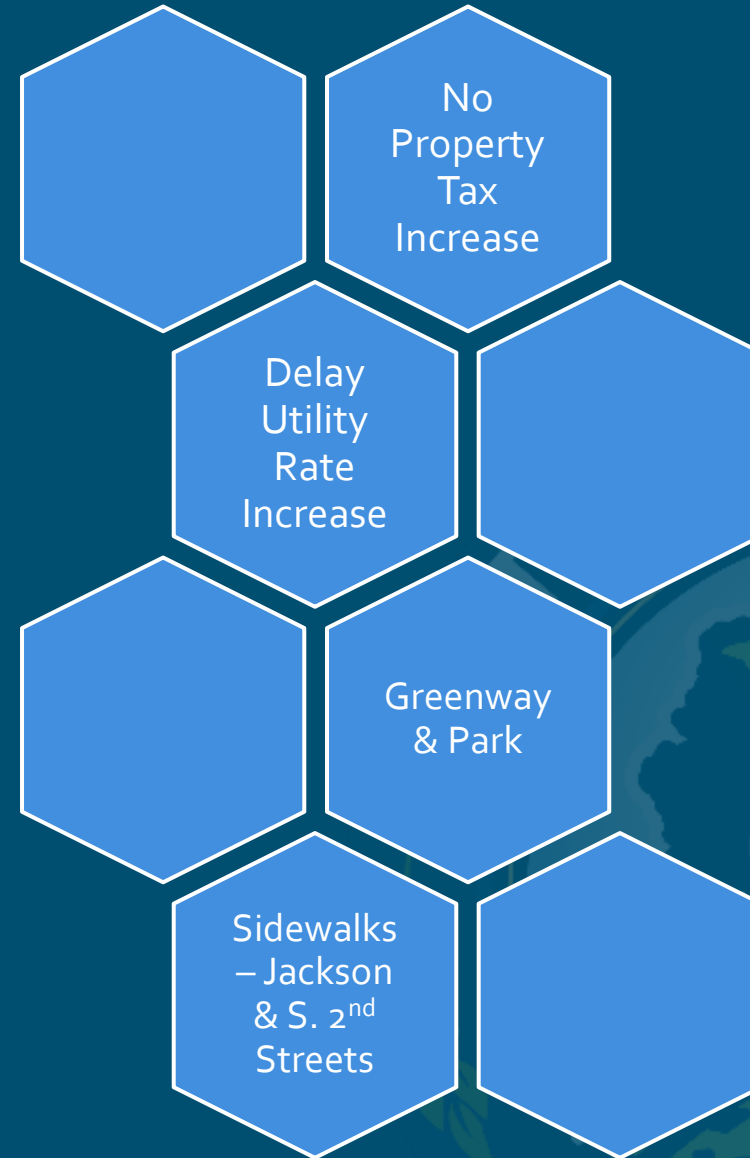 No
Property
Tax
Increase
Delay
Utility
Rate
Increase
Greenway
& Park
Sidewalks
– Jackson
& S. 2nd
Streets